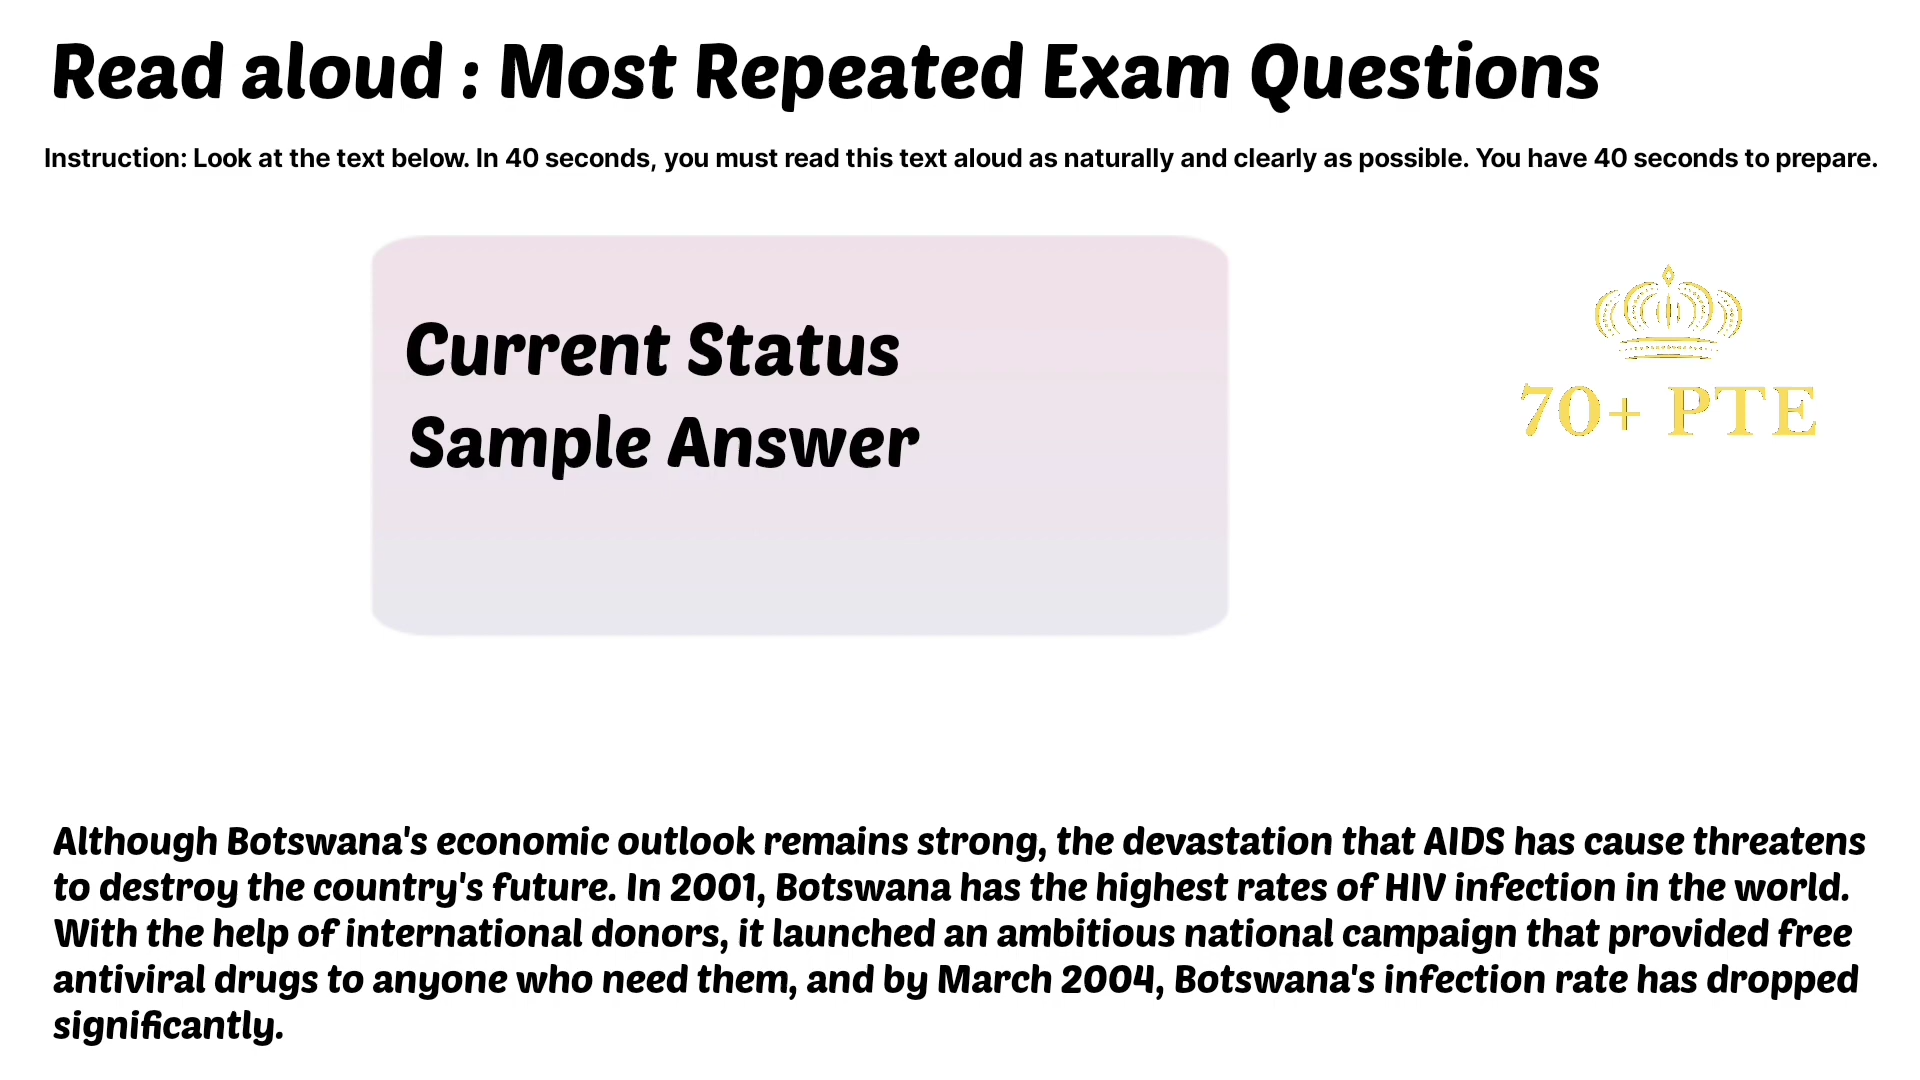 Read aloud : Most Repeated Exam Questions
Instruction: Look at the text below. In 40 seconds, you must read this text aloud as naturally and clearly as possible. You have 40 seconds to prepare.
Current Status
Sample Answer
70+ PTE
Although Botswana's economic outlook remains strong, the devastation that AIDS has cause threatens
to destroy the country's future. In 2001, Botswana has the highest rates of HIV infection in the world.
With the help of international donors, it launched an ambitious national campaign that provided free
antiviral drugs to anyone who need them, and by March 2004, Botswana's infection rate has dropped
significantly.